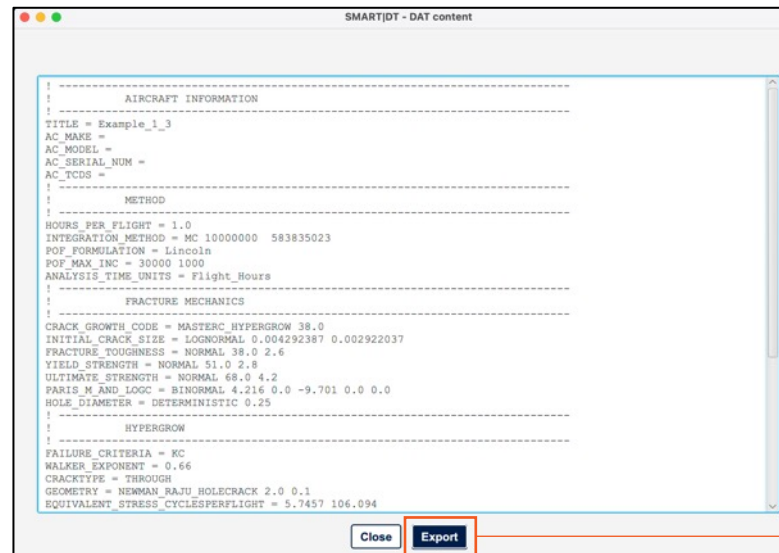 SMART|DT - DAT content
! ------------------------------------------------------------------------
! AIRCRAFT INFORMATION
! ------------------------------------------------------------------------
TITLE = Example_1_3
AC_MAKE =
AC_MODEL =
AC_SERIAL_NUM =
AC_TCDS =
! ------------------------------------------------------------------------
! METHOD
! ------------------------------------------------------------------------
HOURS_PER_FLIGHT = 1.0
INTEGRATION_METHOD = MC 10000000 583835023
POF_FORMULATION = Lincoln
POF_MAX_INC = 30000 1000
ANALYSIS_TIME_UNITS = Flight_Hours
! ------------------------------------------------------------------------
! FRACTURE MECHANICS
! ------------------------------------------------------------------------
CRACK_GROWTH_CODE = MASTERC_HYPERGROW 38.0
INITIAL_CRACK_SIZE = LOGNORMAL 0.004292387 0.002922037
FRACTURE_TOUGHNESS = NORMAL 38.0 2.6
YIELD_STRENGTH = NORMAL 51.0 2.8
ULTIMATE_STRENGTH = NORMAL 68.0 4.2
PARIS_M_AND_LOGC = BINORMAL 4.216 0.0 -9.701 0.0 0.0
HOLE_DIAMETER = DETERMINISTIC 0.25
! ------------------------------------------------------------------------
! HYPERGROW
! ------------------------------------------------------------------------
FAILURE_CRITERIA = KC
WALKER_EXPONENT = 0.66
CRACKTYPE = THROUGH
GEOMETRY = NEWMAN_RAJU_HOLECRACK 2.0 0.1
EQUIVALENT_STRESS_CYCLESPERFLIGHT = 5.7457 106.094
Close Export